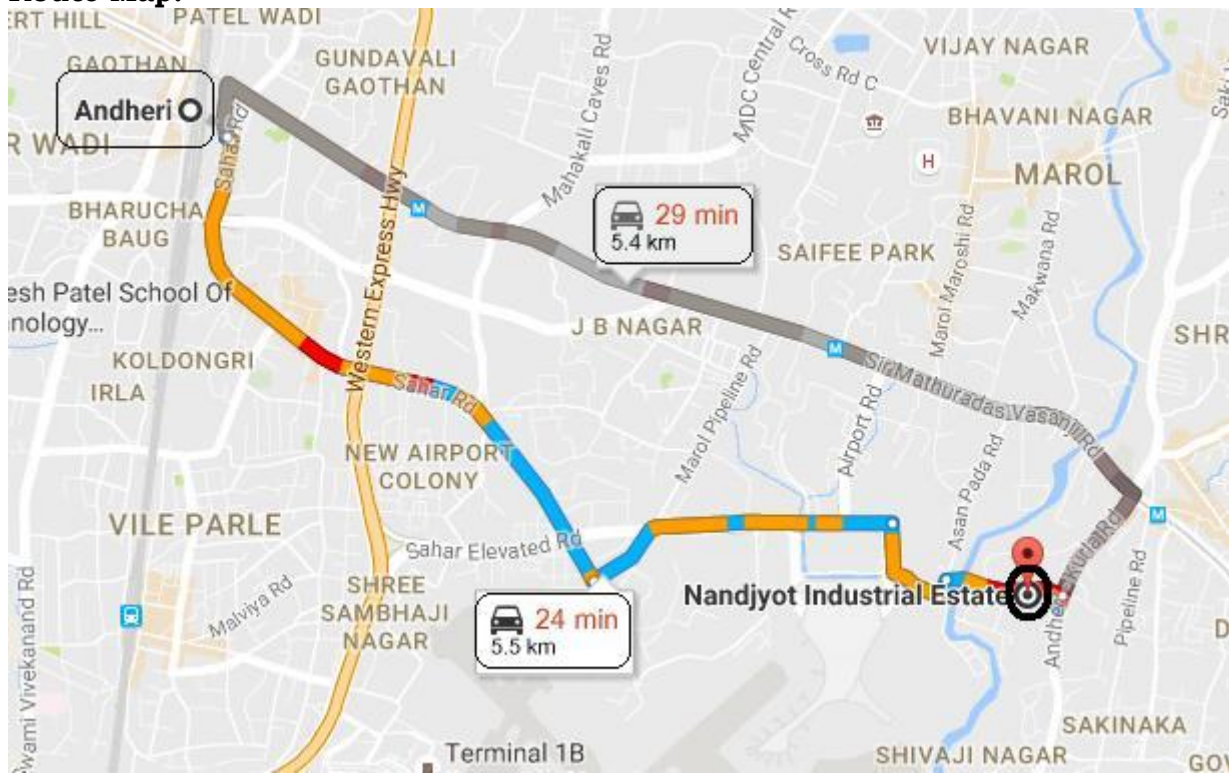 Route Map:
ERT HILL
PATEL WADI
GAOTHAN
GUNDAVALI
GAOTHAN
Andheri
R WADI
Sahar Rd
Mahakali Caves Rd
MDC Central R
Cross Rd C
VIJAY NAGAR
BHAVANI NAGAR
H
MAROL
BHARUCHA
BAUG
Western Express Hwy
M
29 min
5.4 km
SAIFEE PARK
Marol Maroshi Rd
Makwana Rd
esh Patel School Of
nology...
J B NAGAR
M
SHR
KOLDONGRI
IRLA
Sahar Rd
Marol Pipeline Rd
Sir Mathuradas Vasanji Rd
Airport Rd
NEW AIRPORT
COLONY
Asan Pada Rd
VILE PARLE
M
Sahar Elevated Rd
Nandjyot Industrial Estate
Pipeline Rd
SHREE
SAMBHAJI
NAGAR
Malviya Rd
24 min
5.5 km
D
wami Vivekanand Rd
SAKINAKA
Terminal 1B
SHIVAJI NAGAR
GO